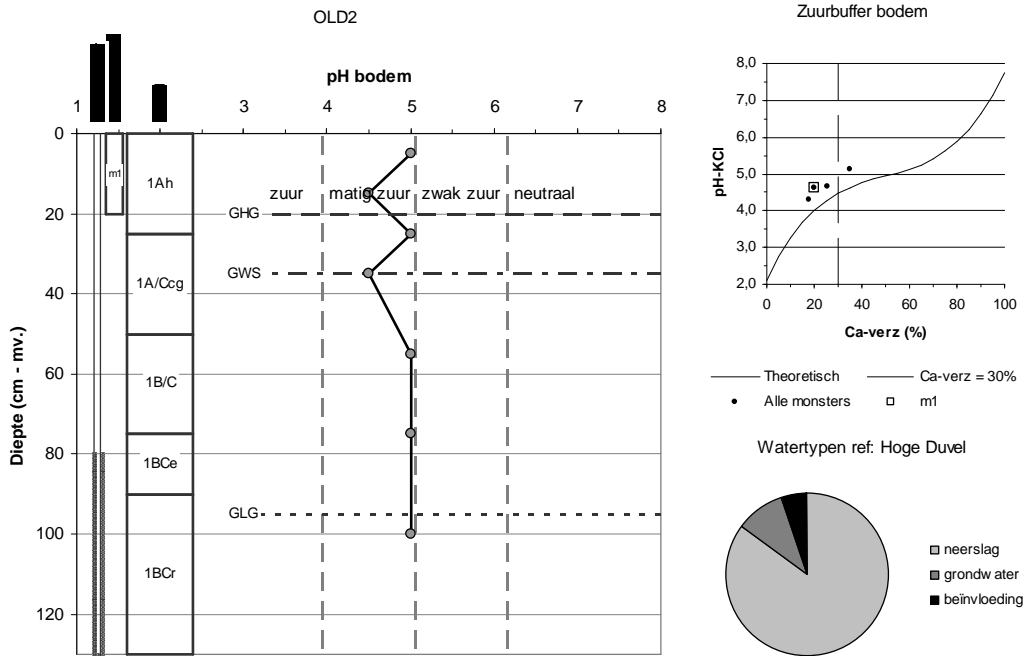 OLD2
pH bodem
1 2 3 4 5 6 7 8
Diepte (cm - mv.)
0
20
40
60
80
100
120
m1
1Ah
1A/Ccg
1B/C
1BCe
1BCr
zuur matig zuur zwak zuur neutraal
GHG
GWS
GLG
Zuurbuffer bodem
pH-KCl
8,0
7,0
6,0
5,0
4,0
3,0
2,0
0 20 40 60 80 100
Ca-verz (%)
Theoretisch Ca-verz = 30%
Alle monsters m1
Watertypen ref: Hoge Duvel
neerslag
grondwater
beïnvloeding